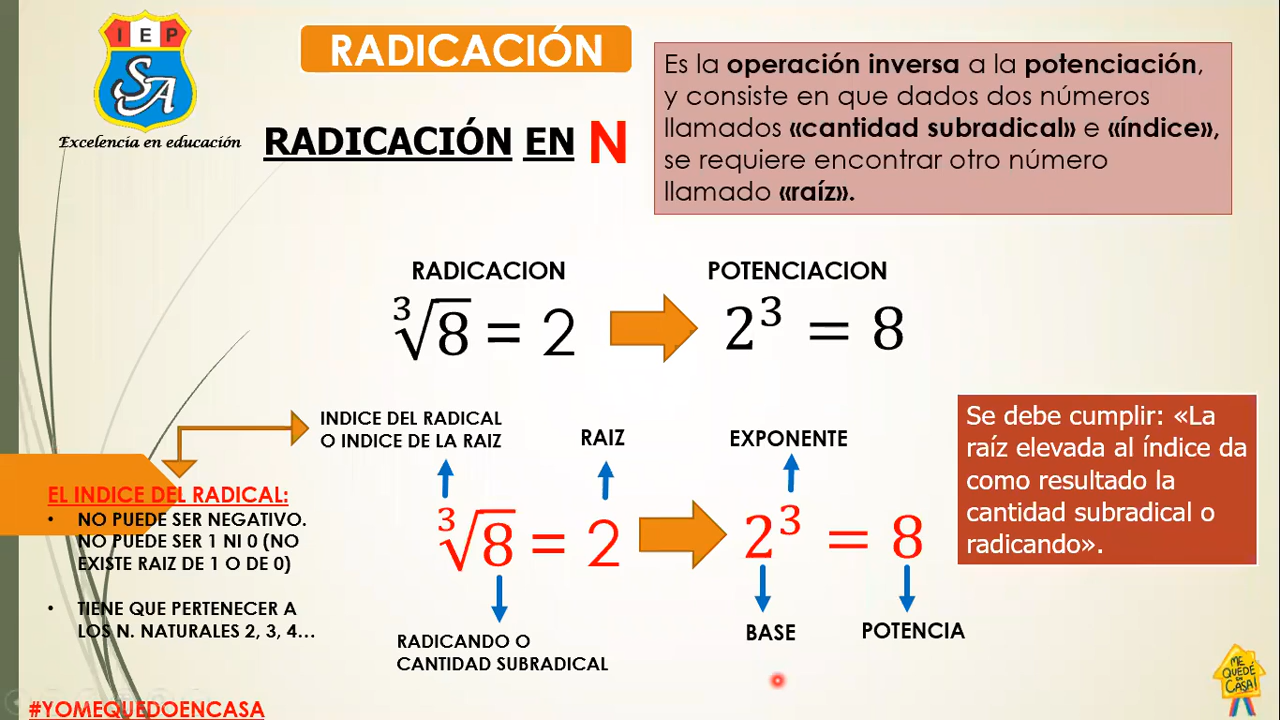 IEP
SA
Excelencia en educación
RADICACIÓN
RADICACIÓN EN N
Es la operación inversa a la potenciación,
y consiste en que dados dos números
llamados «cantidad subradical» e «índice»,
se requiere encontrar otro número
llamado «raíz».
RADICACION
POTENCIACION
∛8 = 2
2³ = 8
INDICE DEL RADICAL
O INDICE DE LA RAIZ
RAIZ
EXPONENTE
∛8 = 2
2³ = 8
RADICANDO O
CANTIDAD SUBRADICAL
BASE
POTENCIA
EL INDICE DEL RADICAL:
• NO PUEDE SER NEGATIVO.
NO PUEDE SER 1 NI 0 (NO
EXISTE RAIZ DE 1 O DE 0)
• TIENE QUE PERTENECER A
LOS N. NATURALES 2, 3, 4...
Se debe cumplir: «La
raíz elevada al índice da
como resultado la
cantidad subradical o
radicando».
#YOMEQUEDOENCASA
ME
QUEDÉ
EN
CASA!